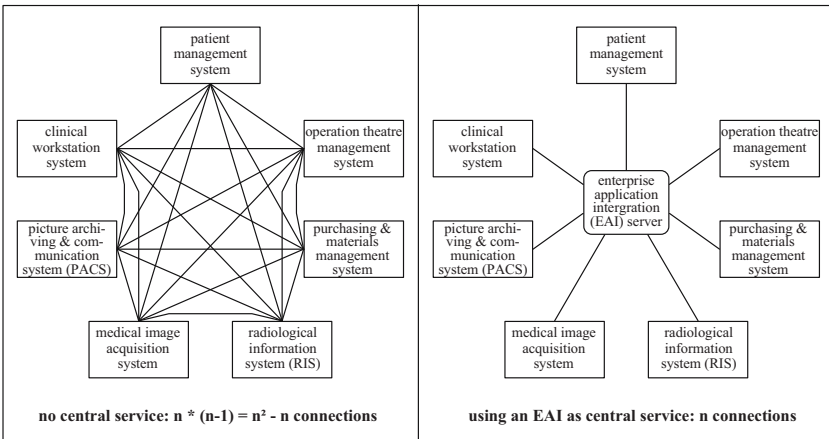 patient
management
system
clinical
workstation
system
operation theatre
management
system
picture archi-
ving & com-
munication
system (PACS)
purchasing &
materials
management
system
medical image
acquisition
system
radiological
information
system (RIS)
no central service: n * (n-1) = n² - n connections
patient
management
system
clinical
workstation
system
operation theatre
management
system
enterprise
application
intergration
(EAI) server
picture archi-
ving & com-
munication
system (PACS)
purchasing &
materials
management
system
medical image
acquisition
system
radiological
information
system (RIS)
using an EAI as central service: n connections